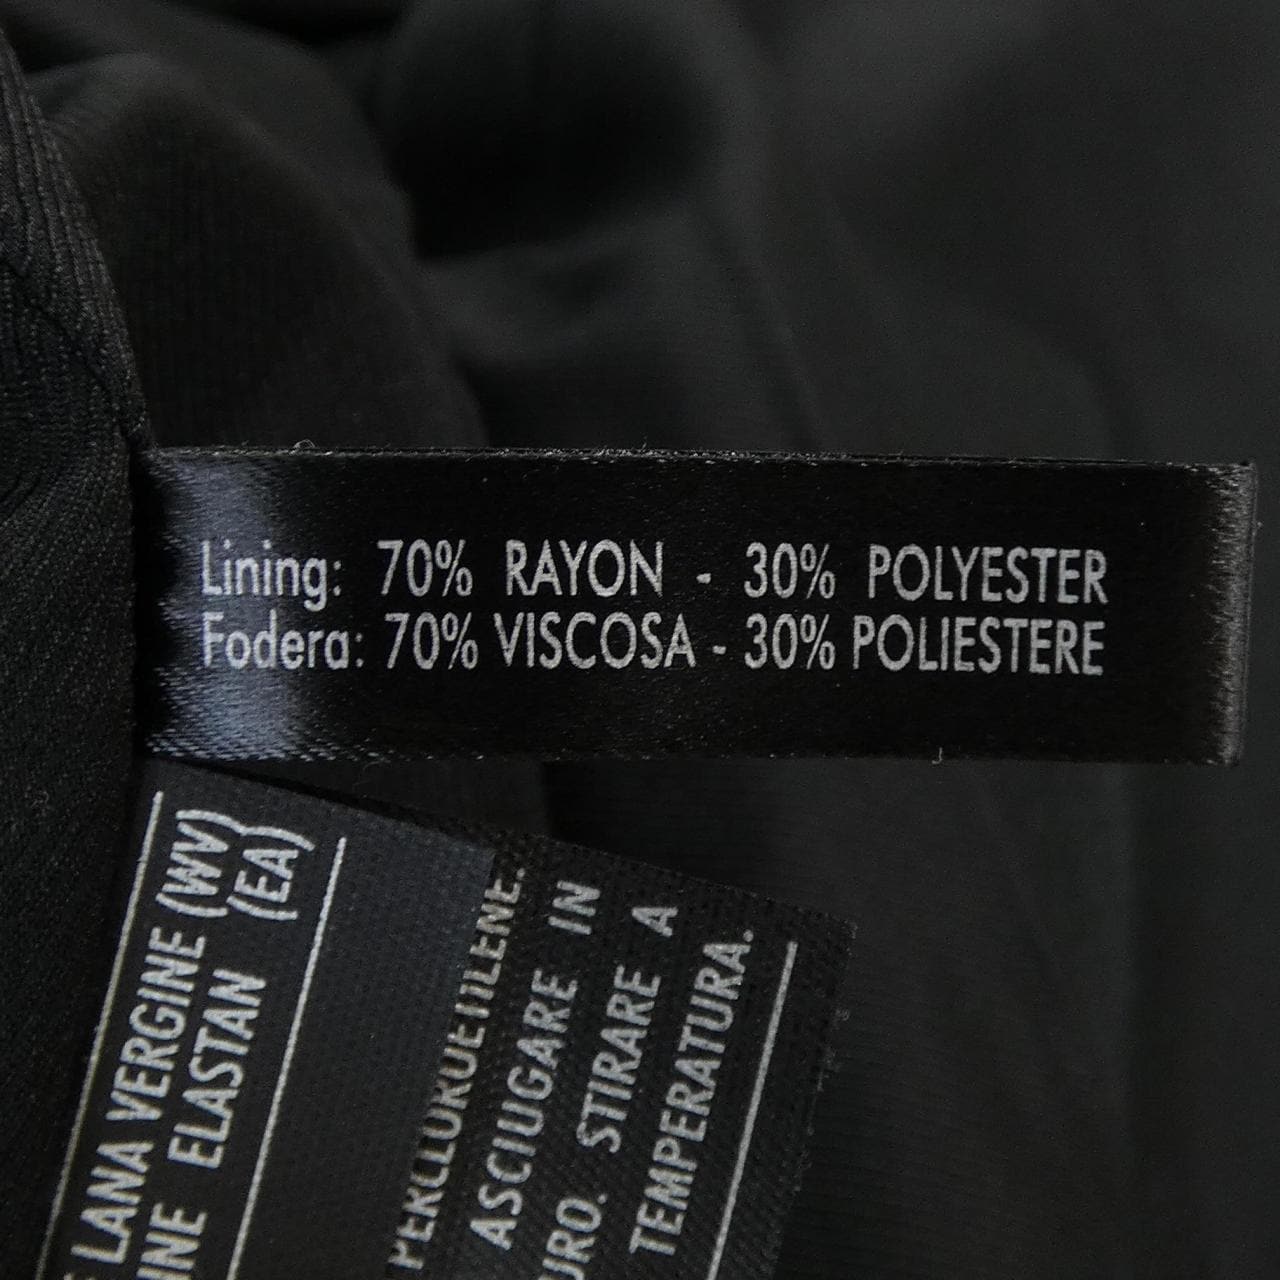 Lining: 70% RAYON - 30% POLYESTER
Fodera: 70% VISCOSA - 30% POLIESTERE
LANA VERGINE (WV)
ELASTAN (EA)
PERCLOROETILENE.
ASCIUGARE IN
STIRARE A
TEMPERATURA.